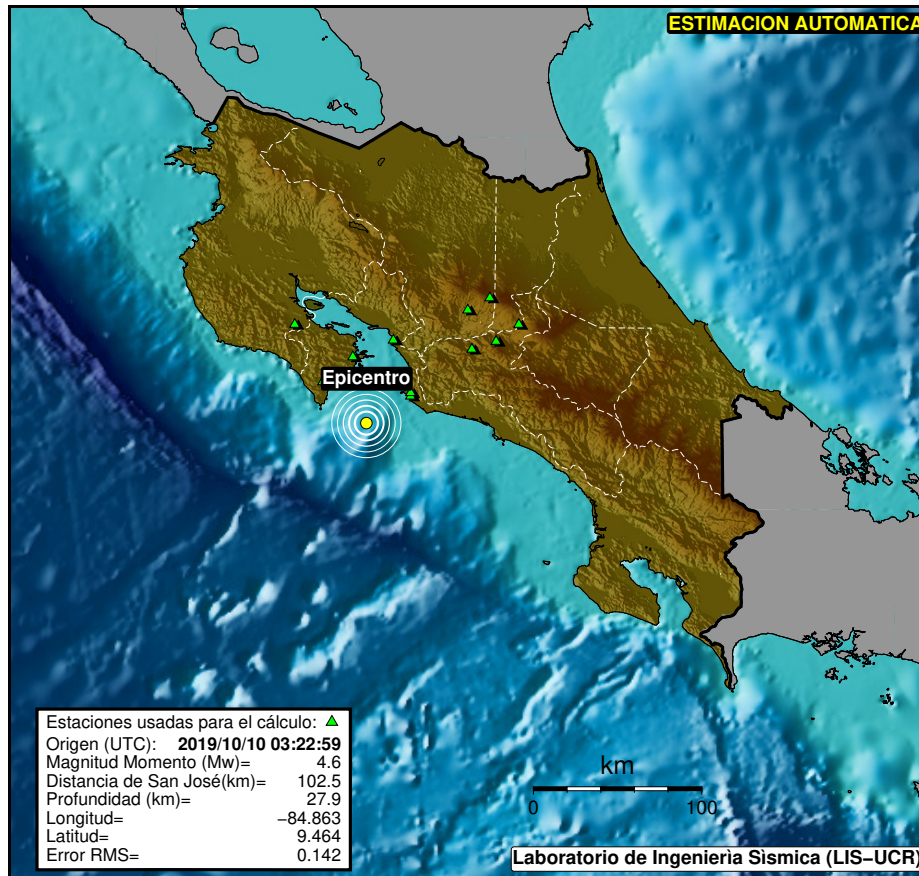 ESTIMACION AUTOMATICA
Epicentro
Estaciones usadas para el cálculo:
Origen (UTC): 2019/10/10 03:22:59
Magnitud Momento (Mw)= 4.6
Distancia de San José(km)= 102.5
Profundidad (km)= 27.9
Longitud= −84.863
Latitud= 9.464
Error RMS= 0.142
km
0 100
Laboratorio de Ingenierìa Sìsmica (LIS−UCR)